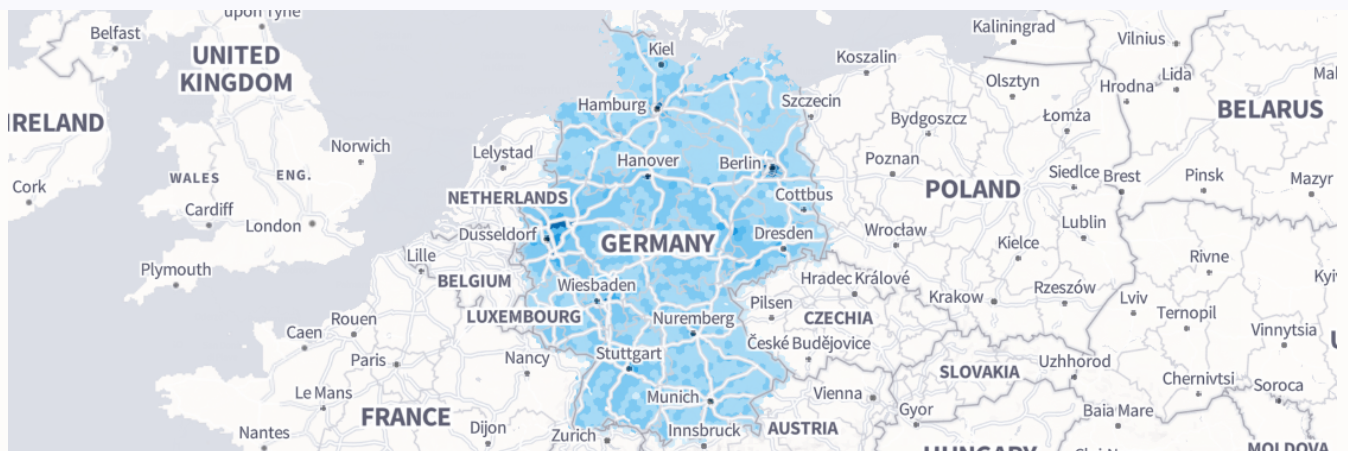 upon Tyne
Belfast
UNITED
KINGDOM
Kiel
Kaliningrad
Vilnius
Koszalin
Olsztyn
Lida
Hrodna
Mal
IRELAND
Hamburg
Szczecin
Bydgoszcz
Łomża
BELARUS
Norwich
Lelystad
Hanover
Berlin
Poznan
Siedlce
Brest
Pinsk
Mazyr
WALES
ENG.
Cork
NETHERLANDS
Cottbus
POLAND
Cardiff
London
Dusseldorf
GERMANY
Dresden
Wrocław
Lublin
Kielce
Plymouth
Lille
BELGIUM
Wiesbaden
Hradec Králové
Rivne
Kyiv
Pilsen
Krakow
Rzeszów
Lviv
Rouen
LUXEMBOURG
Nuremberg
CZECHIA
Ternopil
Caen
Paris
Nancy
Stuttgart
České Budějovice
Uzhhorod
Vinnytsia
SLOVAKIA
Chernivtsi
Soroca
Le Mans
Munich
Vienna
FRANCE
Gyor
Baia Mare
Nantes
Dijon
Zurich
Innsbruck
AUSTRIA
HUNGARY
MOLDOVA